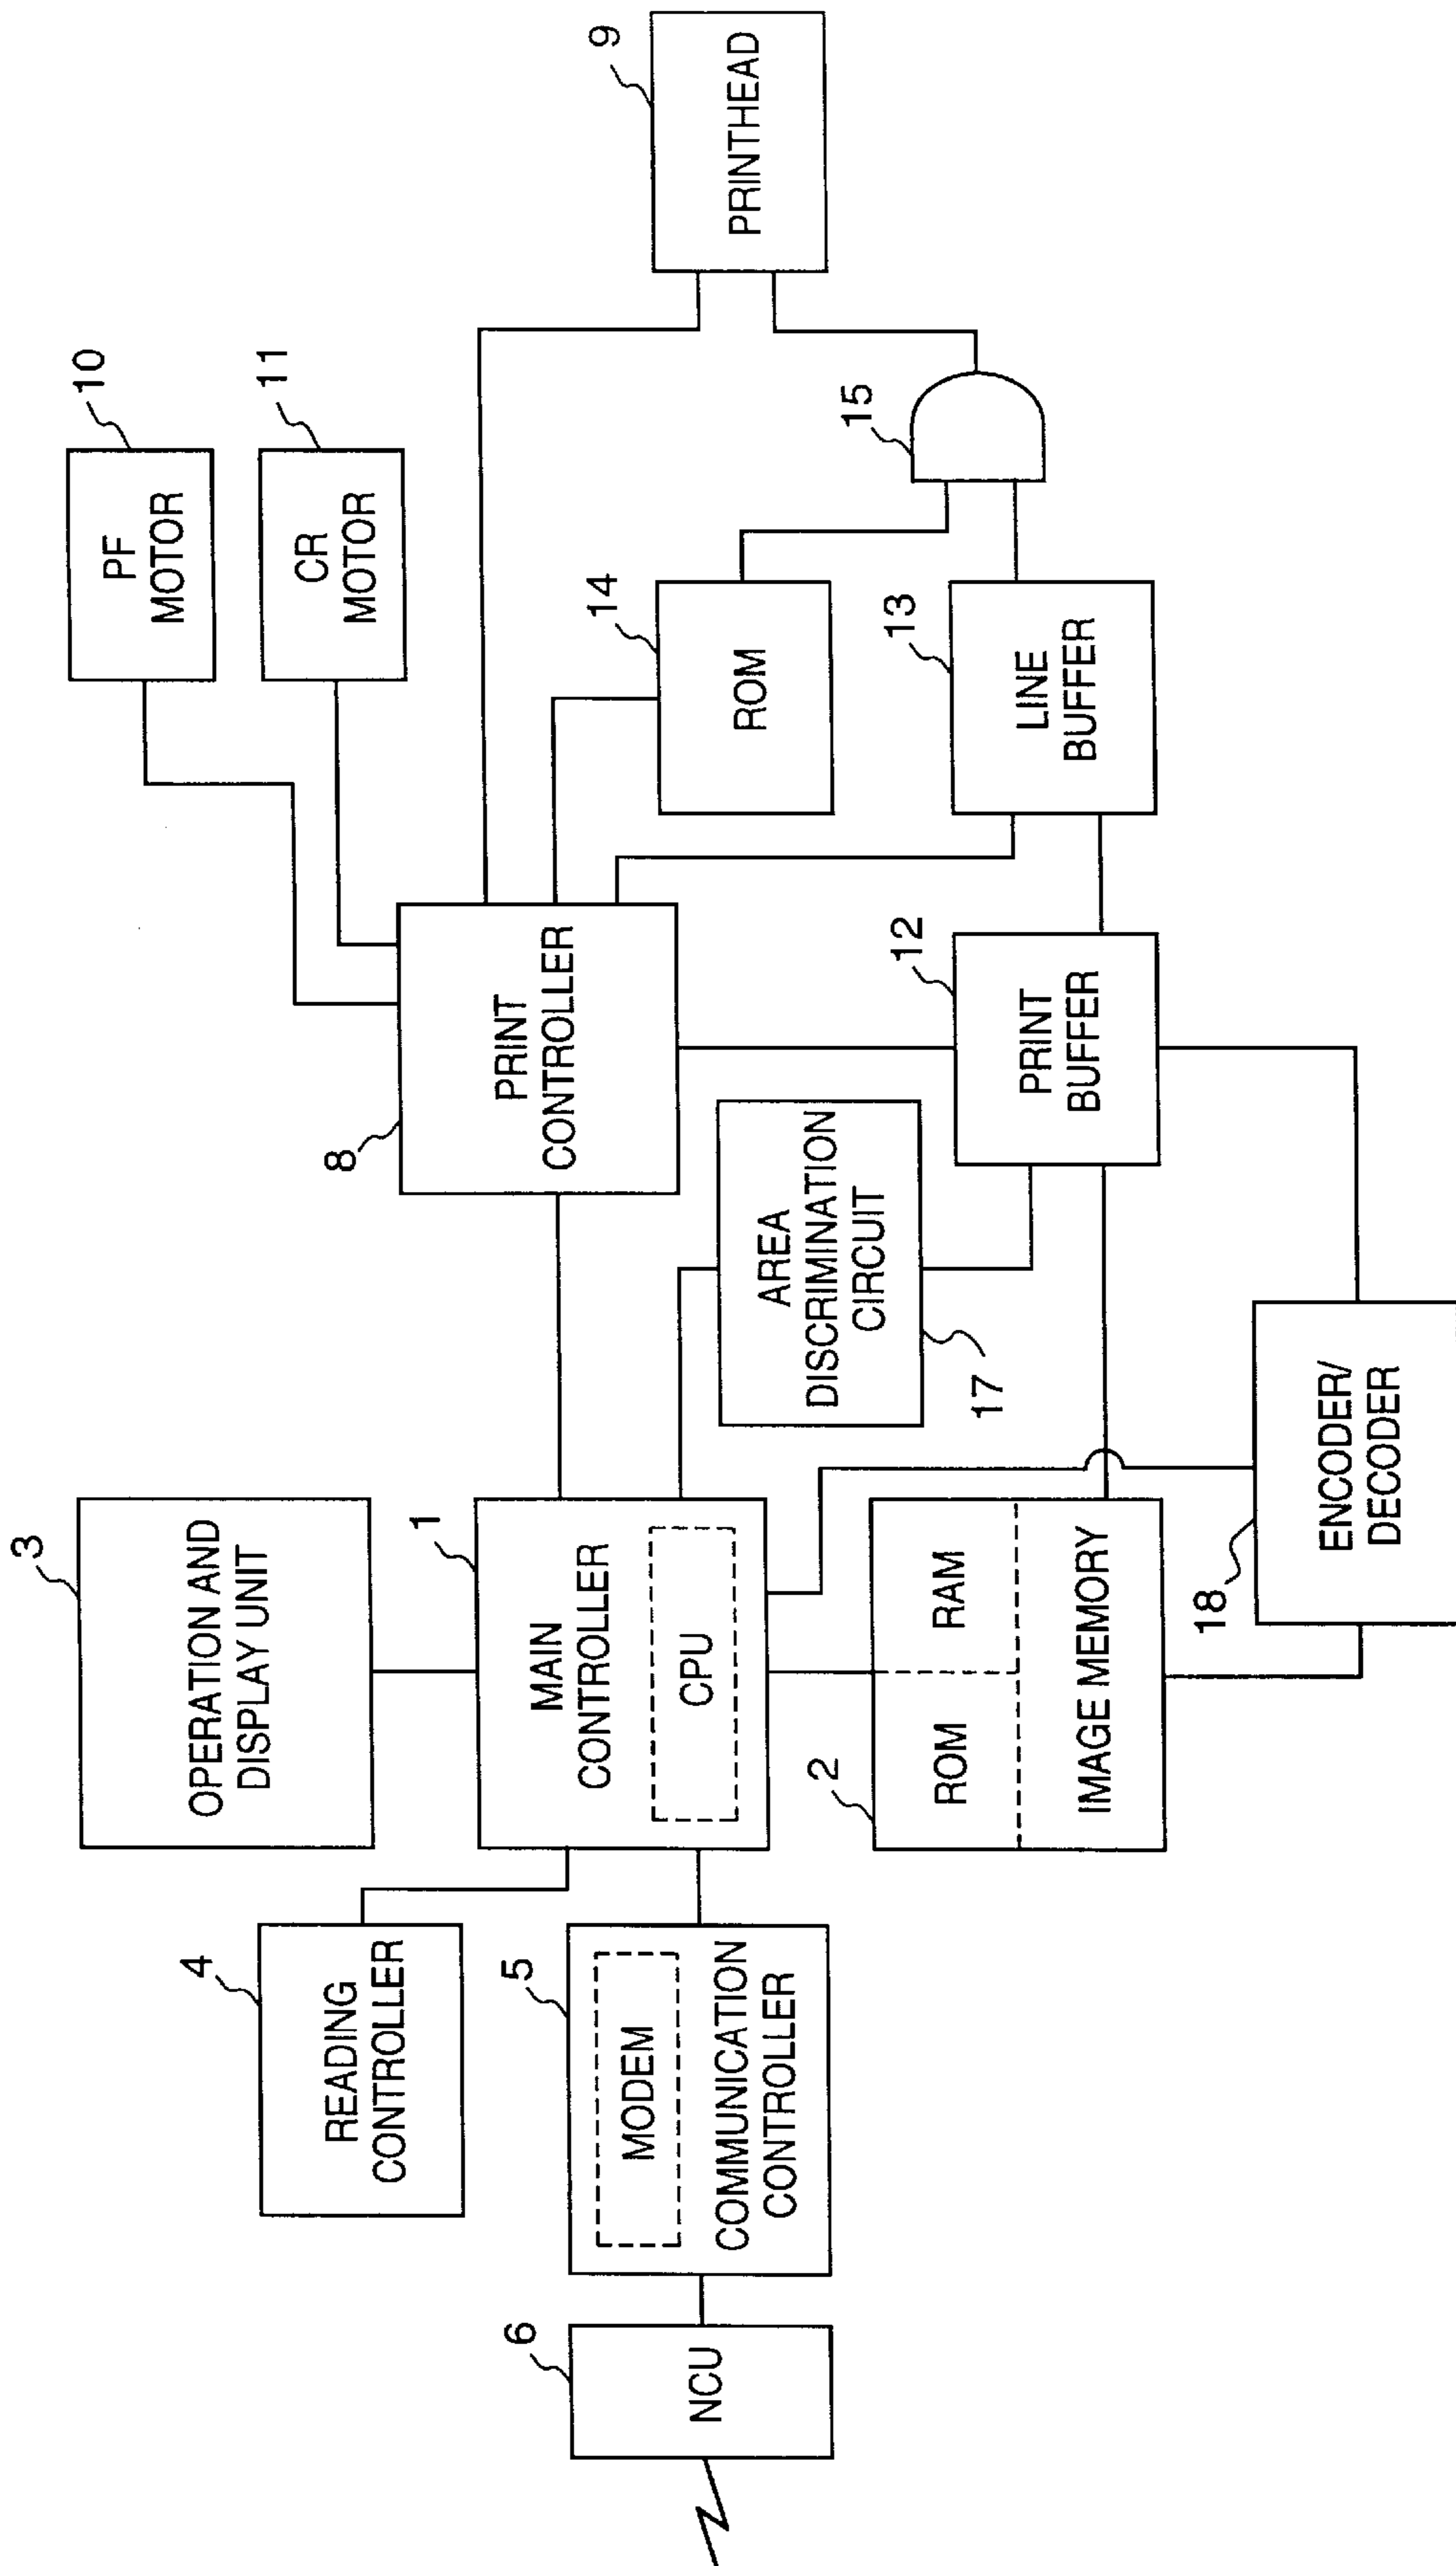 3
OPERATION AND
DISPLAY UNIT
10
PF
MOTOR
11
CR
MOTOR
9
PRINTHEAD
4
READING
CONTROLLER
1
MAIN
CONTROLLER
CPU
8
PRINT
CONTROLLER
6
NCU
5
MODEM
COMMUNICATION
CONTROLLER
14
ROM
15
AREA
DISCRIMINATION
CIRCUIT
17
2
ROM
RAM
IMAGE MEMORY
12
PRINT
BUFFER
13
LINE
BUFFER
18
ENCODER/
DECODER